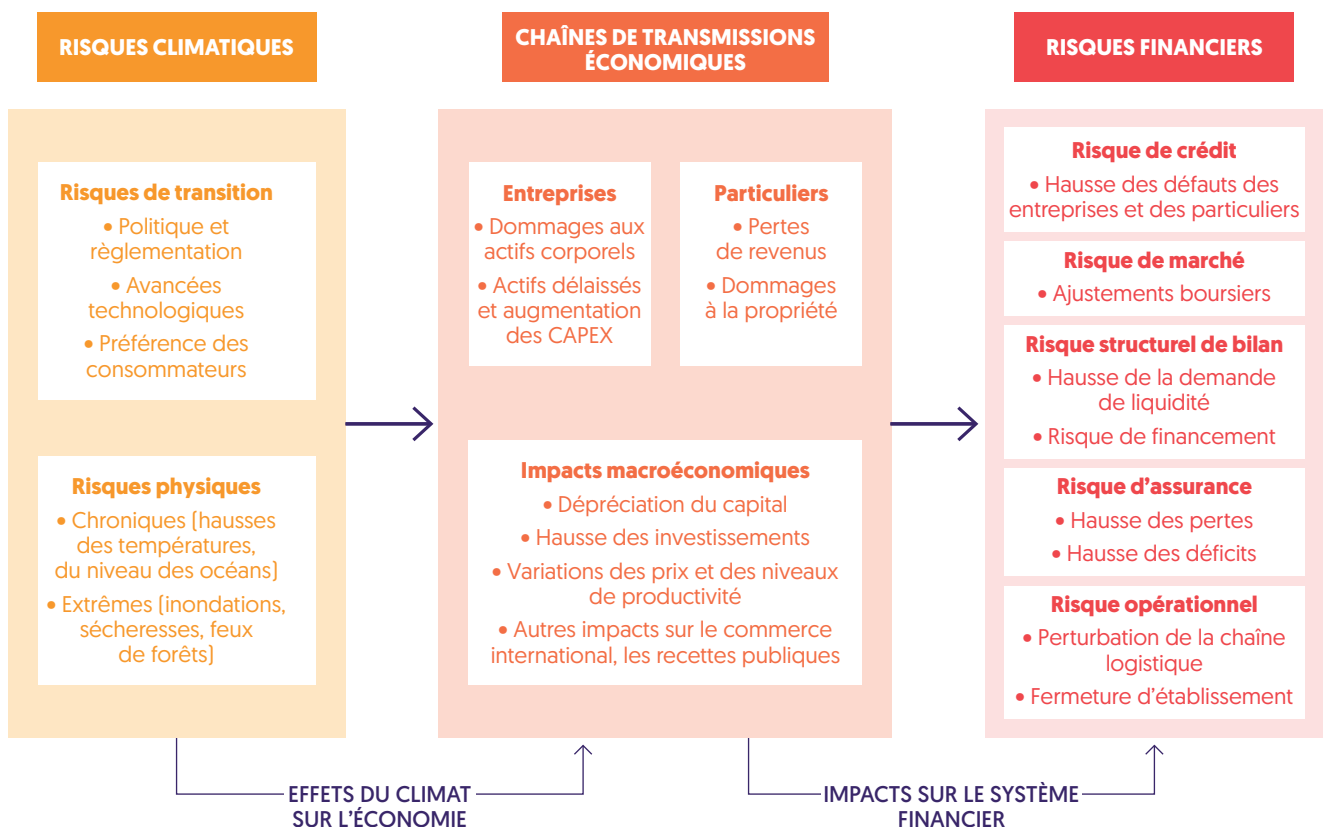 RISQUES CLIMATIQUES
Risques de transition
• Politique et
règlementation
• Avancées
technologiques
• Préférence des
consommateurs
Risques physiques
• Chroniques (hausses
des températures,
du niveau des océans)
• Extrêmes (inondations,
sécheresses, feux
de forêts)
CHAÎNES DE TRANSMISSIONS
ÉCONOMIQUES
Entreprises
• Dommages aux
actifs corporels
• Actifs délaissés
et augmentation
des CAPEX
Particuliers
• Pertes
de revenus
• Dommages
à la propriété
Impacts macroéconomiques
• Dépréciation du capital
• Hausse des investissements
• Variations des prix et des niveaux
de productivité
• Autres impacts sur le commerce
international, les recettes publiques
RISQUES FINANCIERS
Risque de crédit
• Hausse des défauts des
entreprises et des particuliers
Risque de marché
• Ajustements boursiers
Risque structurel de bilan
• Hausse de la demande
de liquidité
• Risque de financement
Risque d’assurance
• Hausse des pertes
• Hausse des déficits
Risque opérationnel
• Perturbation de la chaîne
logistique
• Fermeture d’établissement
EFFETS DU CLIMAT
SUR L’ÉCONOMIE
IMPACTS SUR LE SYSTÈME
FINANCIER